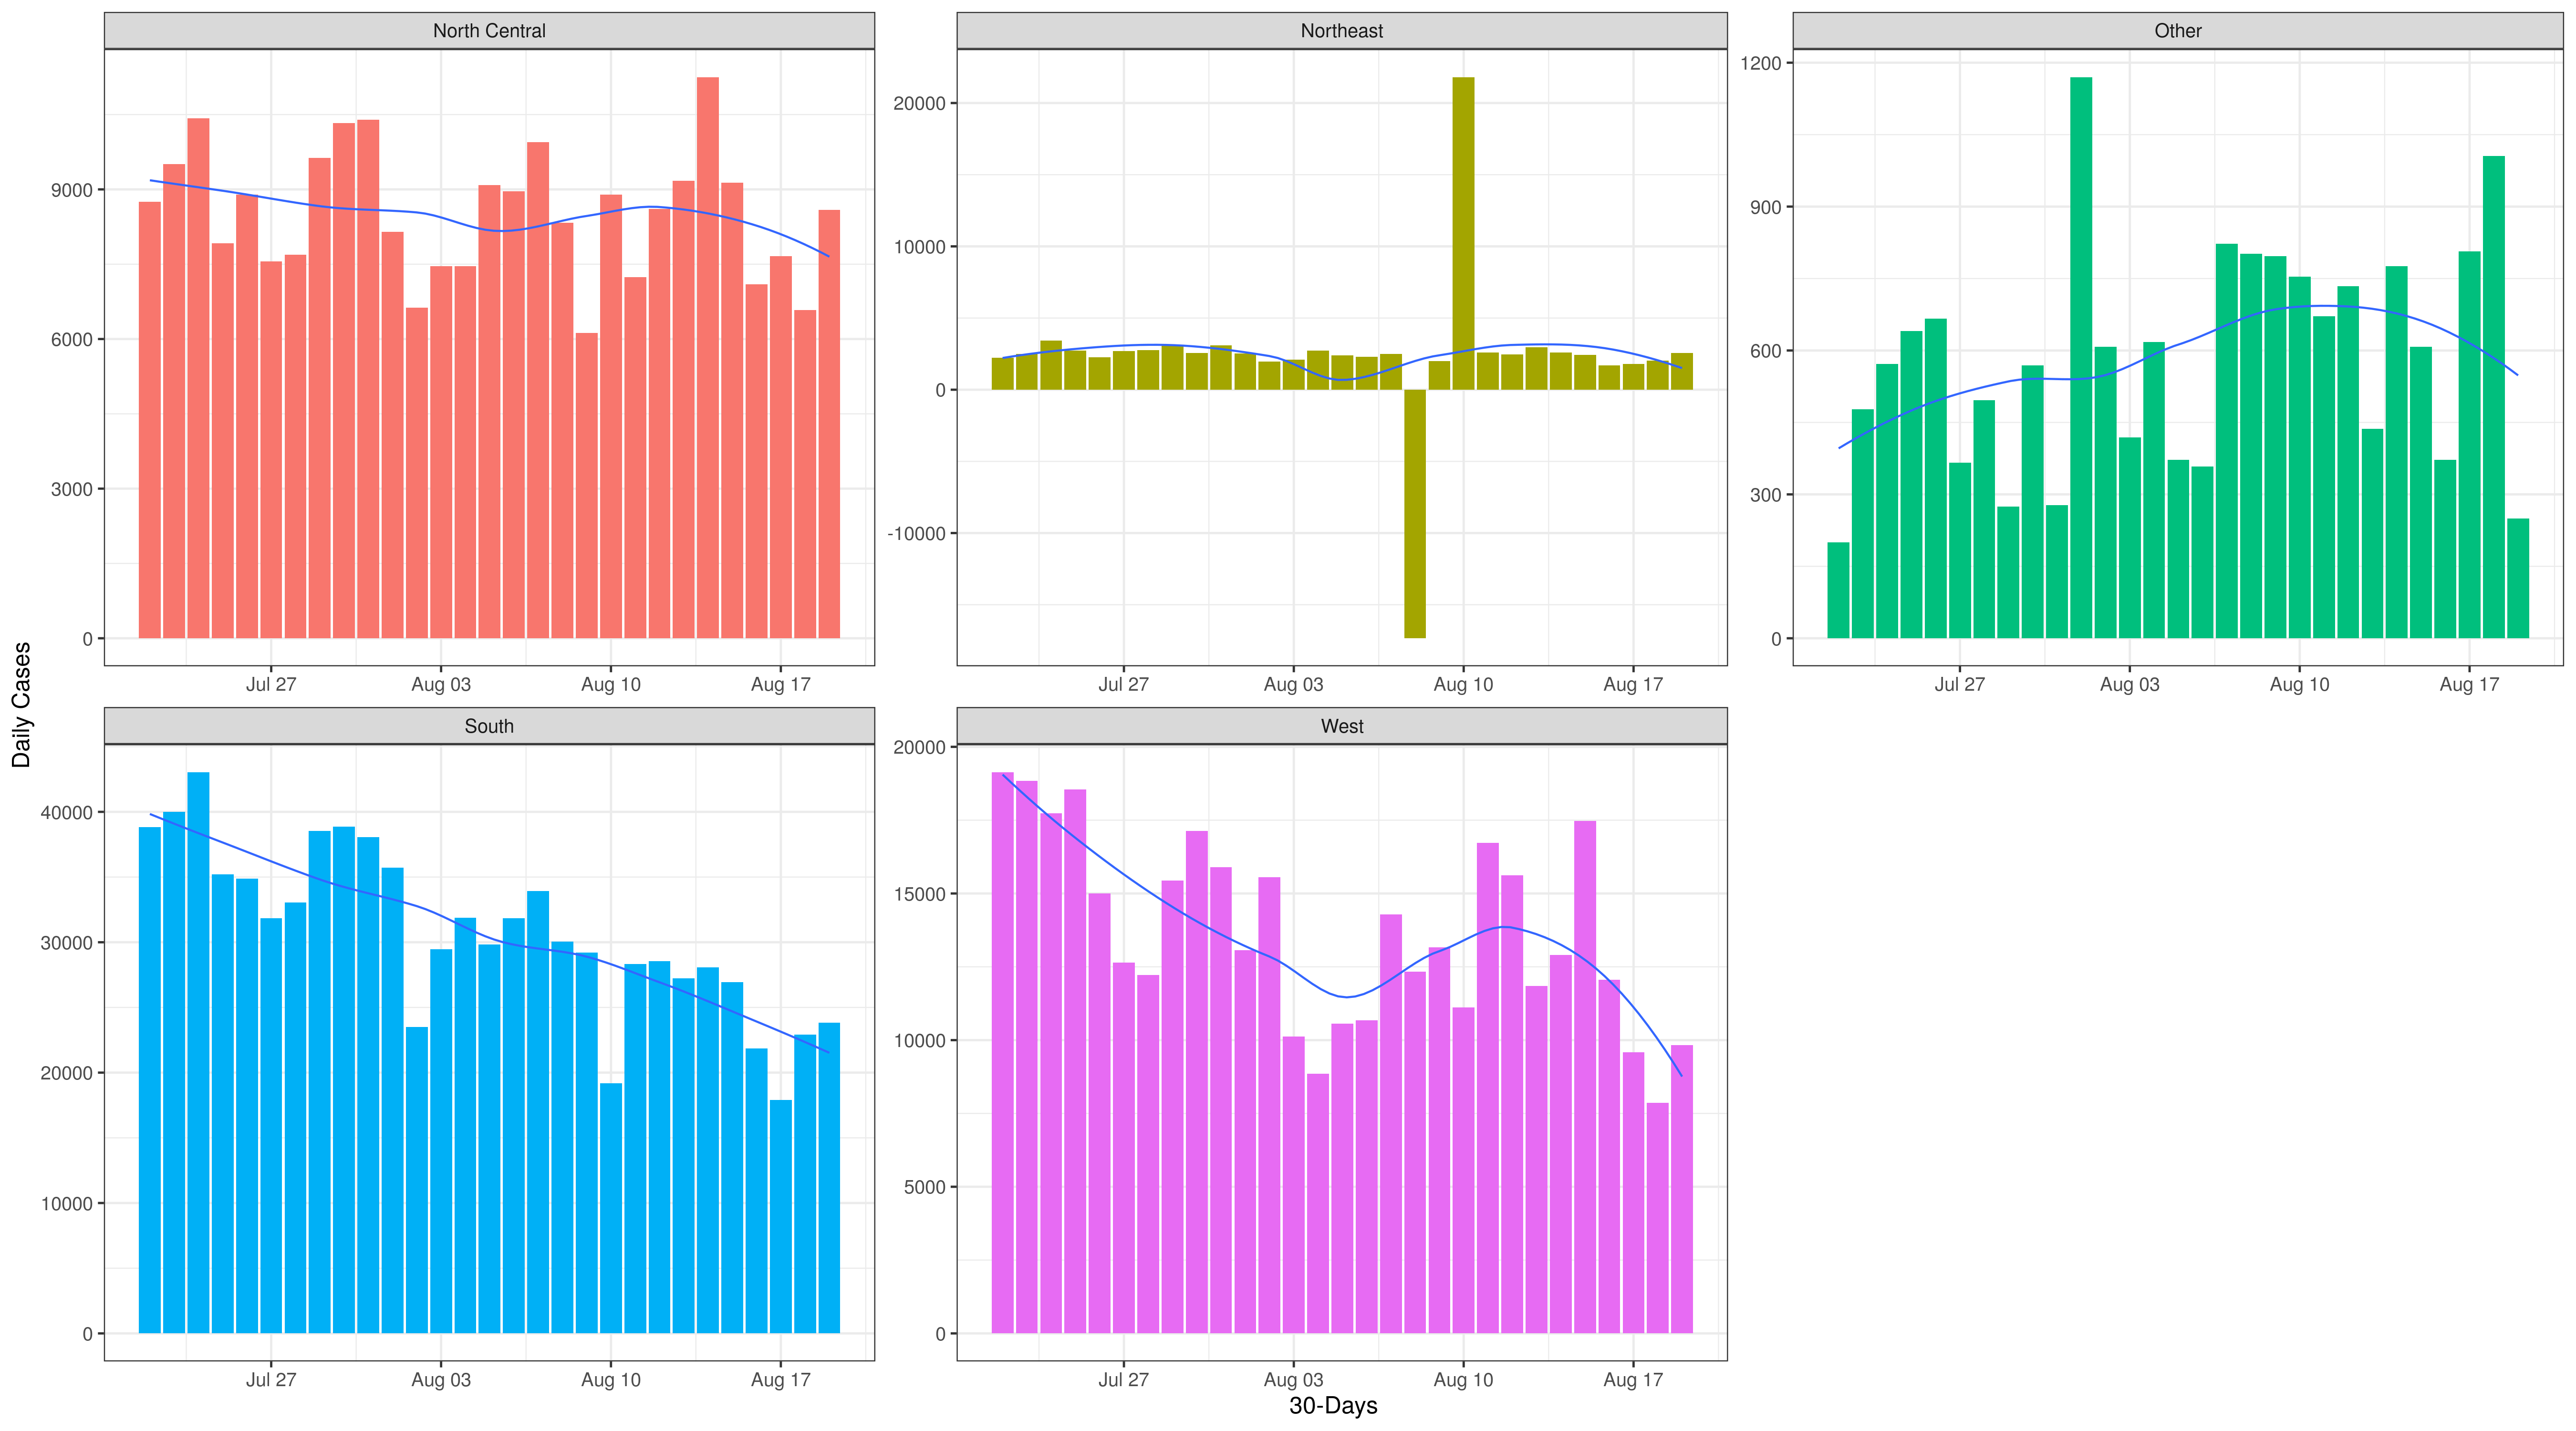 North Central
Northeast
Other
9000
6000
3000
0
20000
10000
0
-10000
1200
900
600
300
0
Jul 27 Aug 03 Aug 10 Aug 17
Jul 27 Aug 03 Aug 10 Aug 17
Jul 27 Aug 03 Aug 10 Aug 17
Daily Cases
South
West
40000
30000
20000
10000
0
20000
15000
10000
5000
0
Jul 27 Aug 03 Aug 10 Aug 17
Jul 27 Aug 03 Aug 10 Aug 17
30-Days